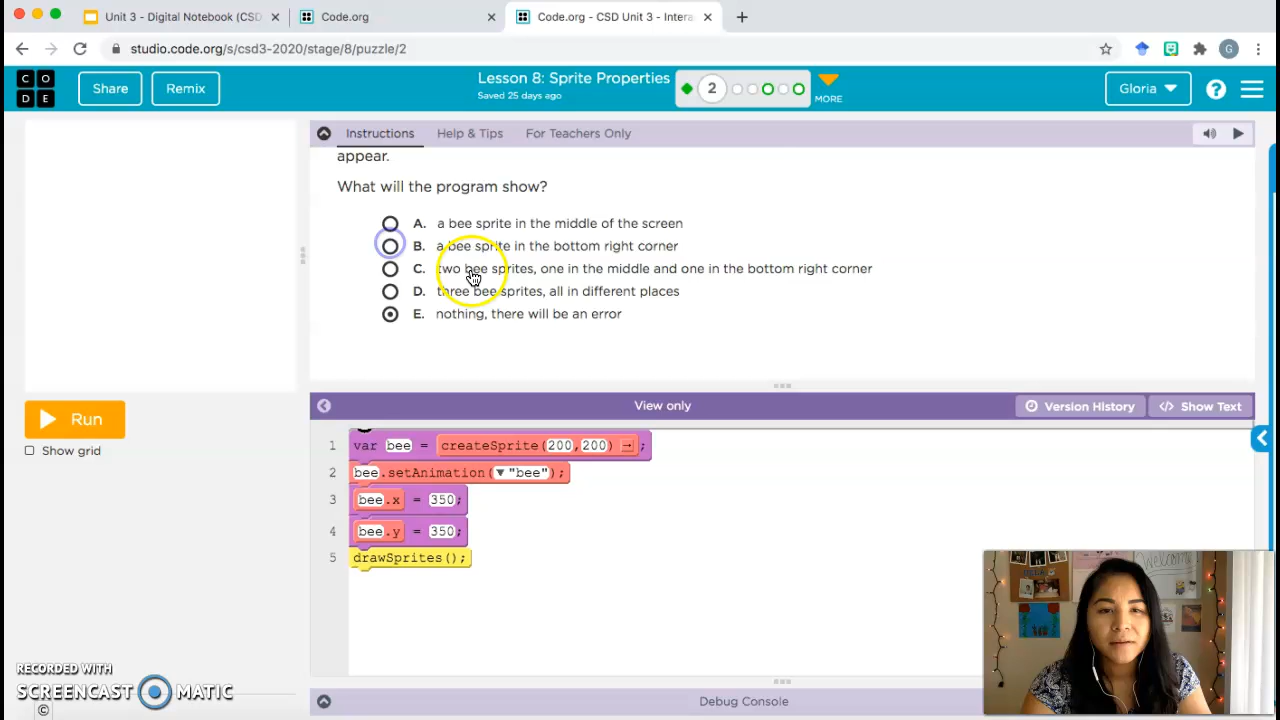 Unit 3 - Digital Notebook (CSD
Code.org
Code.org - CSD Unit 3 - Intera
studio.code.org/s/csd3-2020/stage/8/puzzle/2
G
C O
D E
Share
Remix
Lesson 8: Sprite Properties
Saved 25 days ago
2
MORE
Gloria
?
Instructions
Help & Tips
For Teachers Only
appear.
What will the program show?
A. a bee sprite in the middle of the screen
B. a bee sprite in the bottom right corner
C. two bee sprites, one in the middle and one in the bottom right corner
D. three bee sprites, all in different places
E. nothing, there will be an error
Run
Show grid
View only
Version History
</> Show Text
1 var bee = createSprite(200,200) → ;
2 bee.setAnimation( ▼ "bee");
3 bee.x = 350;
4 bee.y = 350;
5 drawSprites();
Debug Console
RECORDED WITH
SCREENCAST MATIC
©